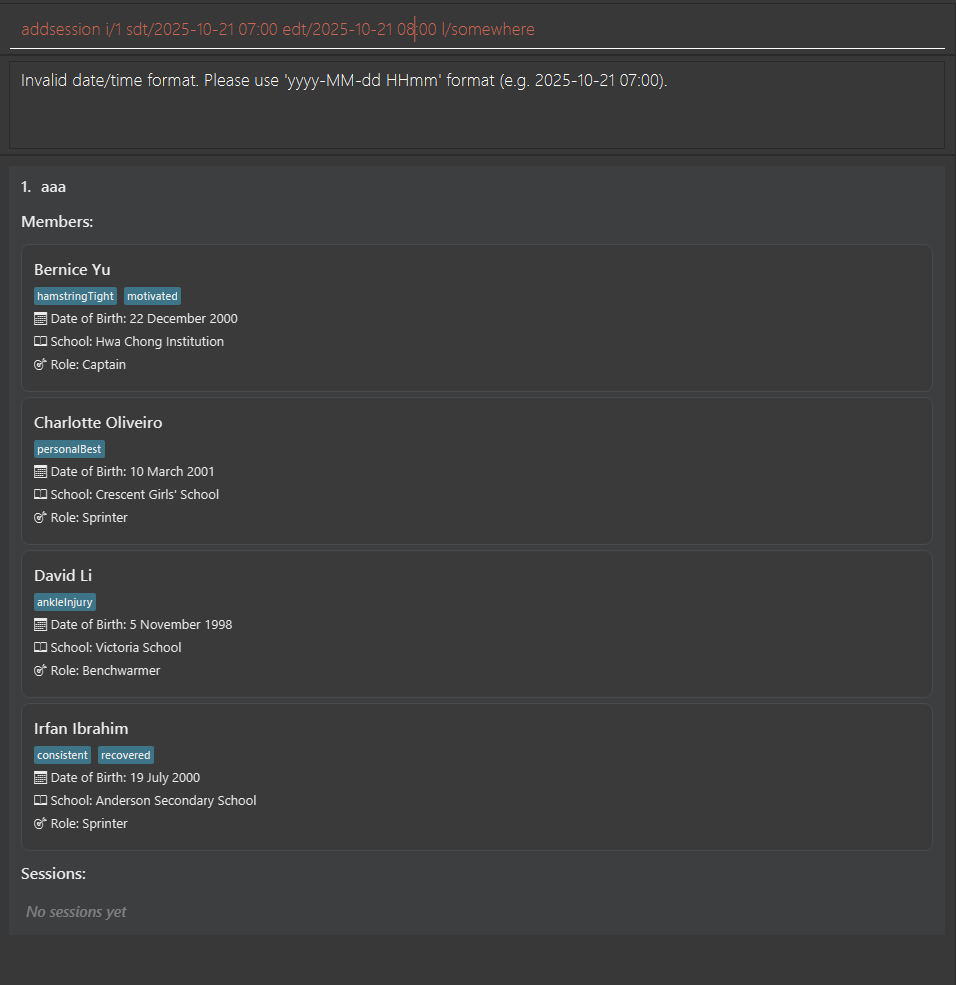 addsession i/1 sdt/2025-10-21 07:00 edt/2025-10-21 08:00 l/somewhere
Invalid date/time format. Please use 'yyyy-MM-dd HHmm' format (e.g. 2025-10-21 07:00).
1. aaa
Members:
Bernice Yu
hamstringTight motivated
Date of Birth: 22 December 2000
School: Hwa Chong Institution
Role: Captain
Charlotte Oliveiro
personalBest
Date of Birth: 10 March 2001
School: Crescent Girls' School
Role: Sprinter
David Li
ankleInjury
Date of Birth: 5 November 1998
School: Victoria School
Role: Benchwarmer
Irfan Ibrahim
consistent recovered
Date of Birth: 19 July 2000
School: Anderson Secondary School
Role: Sprinter
Sessions:
No sessions yet